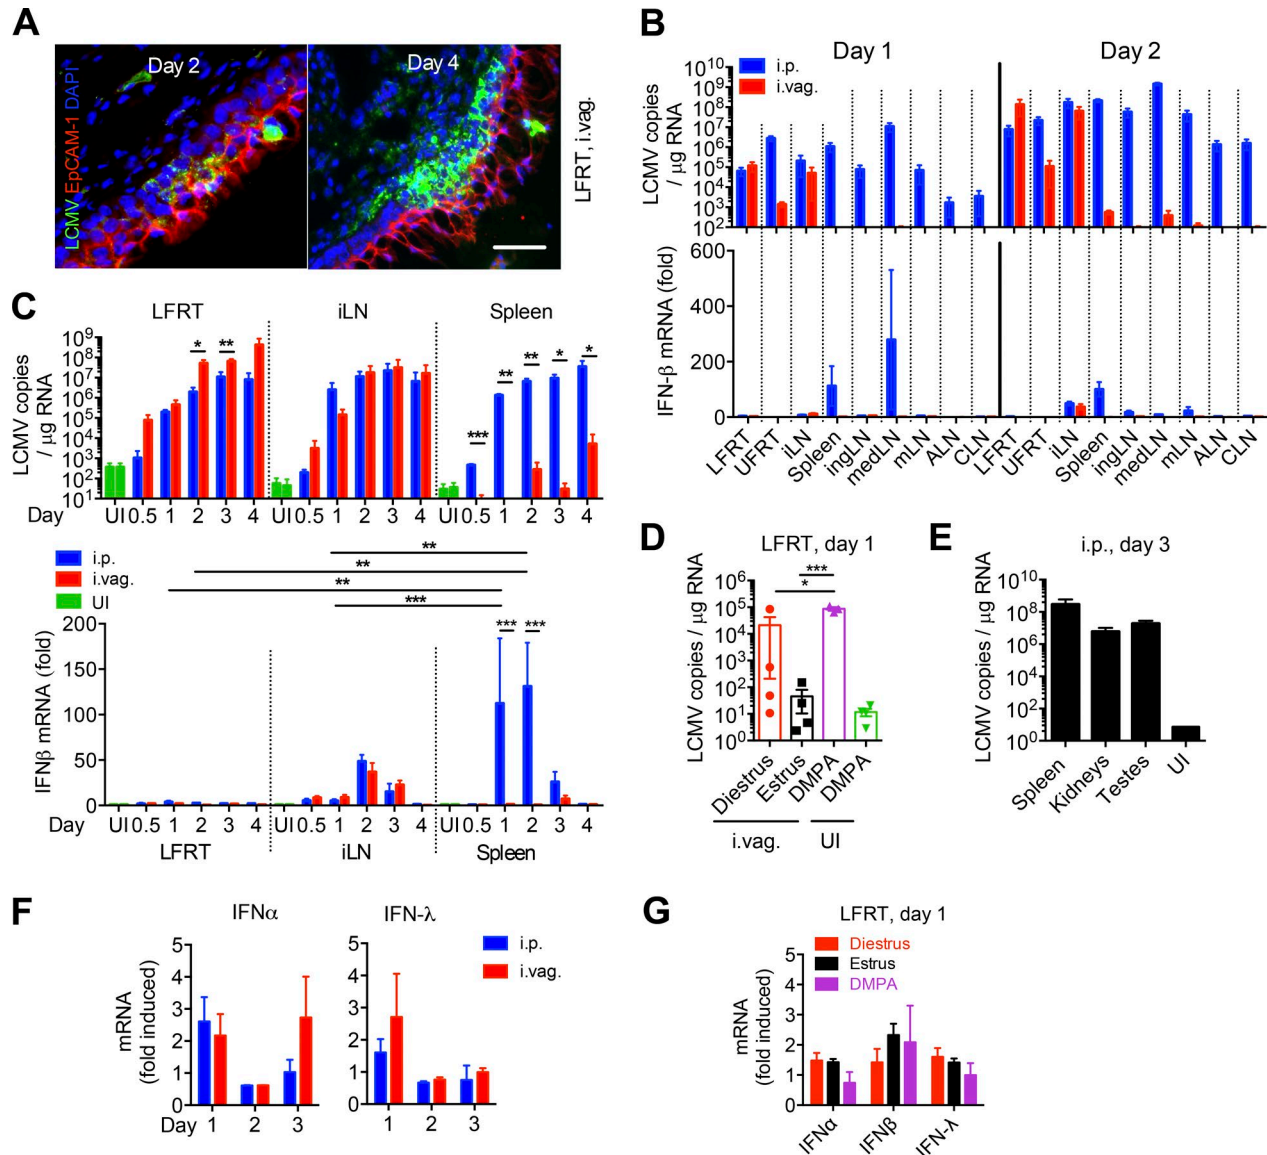 A
Day 2
Day 4
LCMV EpCAM-1 DAPI
LFRT, i.vag.
B
Day 1
Day 2
i.p.
i.vag.
LCMV copies
/ µg RNA
10^10
10^9
10^8
10^7
10^6
10^5
10^4
10^3
10^2
IFN-β mRNA (fold)
600
400
200
0
LFRT UFRT iLN Spleen ingLN medLN mLN ALN CLN LFRT UFRT iLN Spleen ingLN medLN mLN ALN CLN
C
LFRT iLN Spleen
LCMV copies
/ µg RNA
10^9
10^8
10^7
10^6
10^5
10^4
10^3
10^2
10^1
* ** *** ** ** * *
Day UI 0.5 1 2 3 4 UI 0.5 1 2 3 4 UI 0.5 1 2 3 4
i.p.
i.vag.
UI
**
**
**
***
*** ***
IFNβ mRNA (fold)
200
150
100
50
0
Day UI 0.5 1 2 3 4 UI 0.5 1 2 3 4 UI 0.5 1 2 3 4
LFRT iLN Spleen
D
LFRT, day 1
***
*
LCMV copies / µg RNA
10^6
10^5
10^4
10^3
10^2
10^1
10^0
Diestrus Estrus DMPA DMPA
i.vag. UI
E
i.p., day 3
LCMV copies / µg RNA
10^10
10^8
10^6
10^4
10^2
10^0
Spleen Kidneys Testes UI
F
IFNα IFN-λ
i.p.
i.vag.
mRNA
(fold induced)
5
4
3
2
1
0
5
4
3
2
1
0
Day 1 2 3 1 2 3
G
LFRT, day 1
Diestrus
Estrus
DMPA
mRNA
(fold induced)
5
4
3
2
1
0
IFNα IFNβ IFN-λ